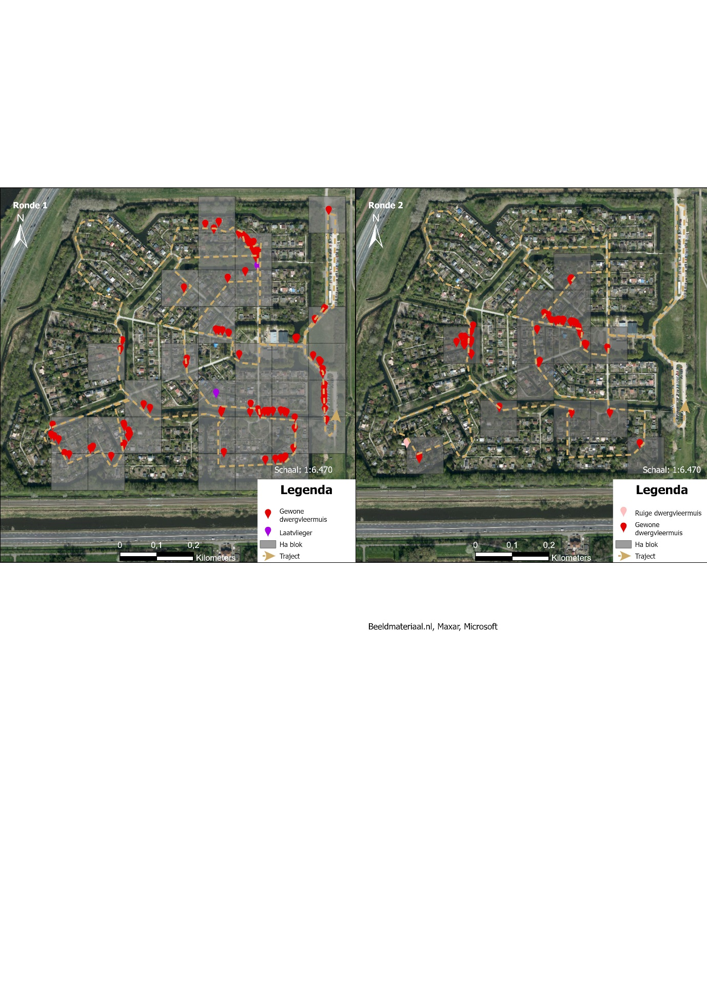 Ronde 1
N
Schaal: 1:6.470
Legenda
Gewone
dwergvleermuis
Laatvlieger
Ha blok
Traject
0 0,1 0,2
Kilometers
Ronde 2
N
Schaal: 1:6.470
Legenda
Ruige dwergvleermuis
Gewone
dwergvleermuis
Ha blok
Traject
0 0,1 0,2
Kilometers
Beeldmateriaal.nl, Maxar, Microsoft